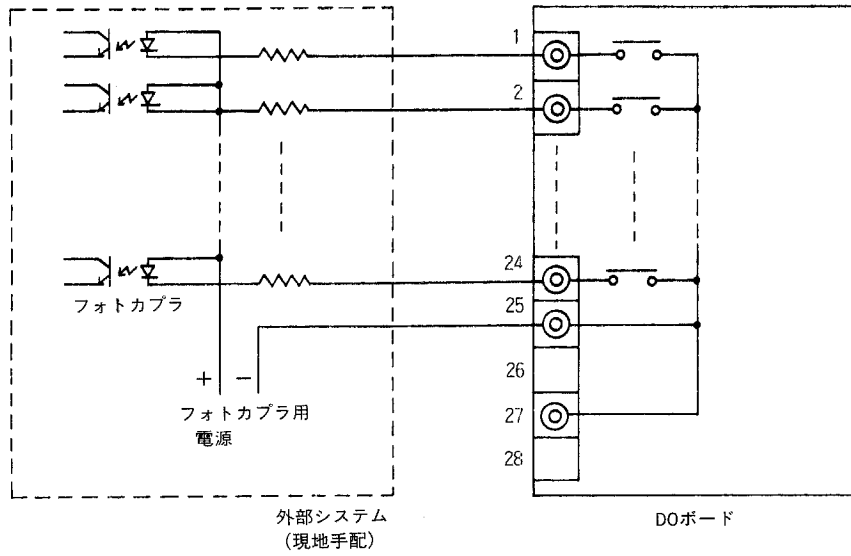 1
2
24
25
26
27
28
フォトカプラ
+ −
フォトカプラ用
電源
外部システム
(現地手配)
DOボード